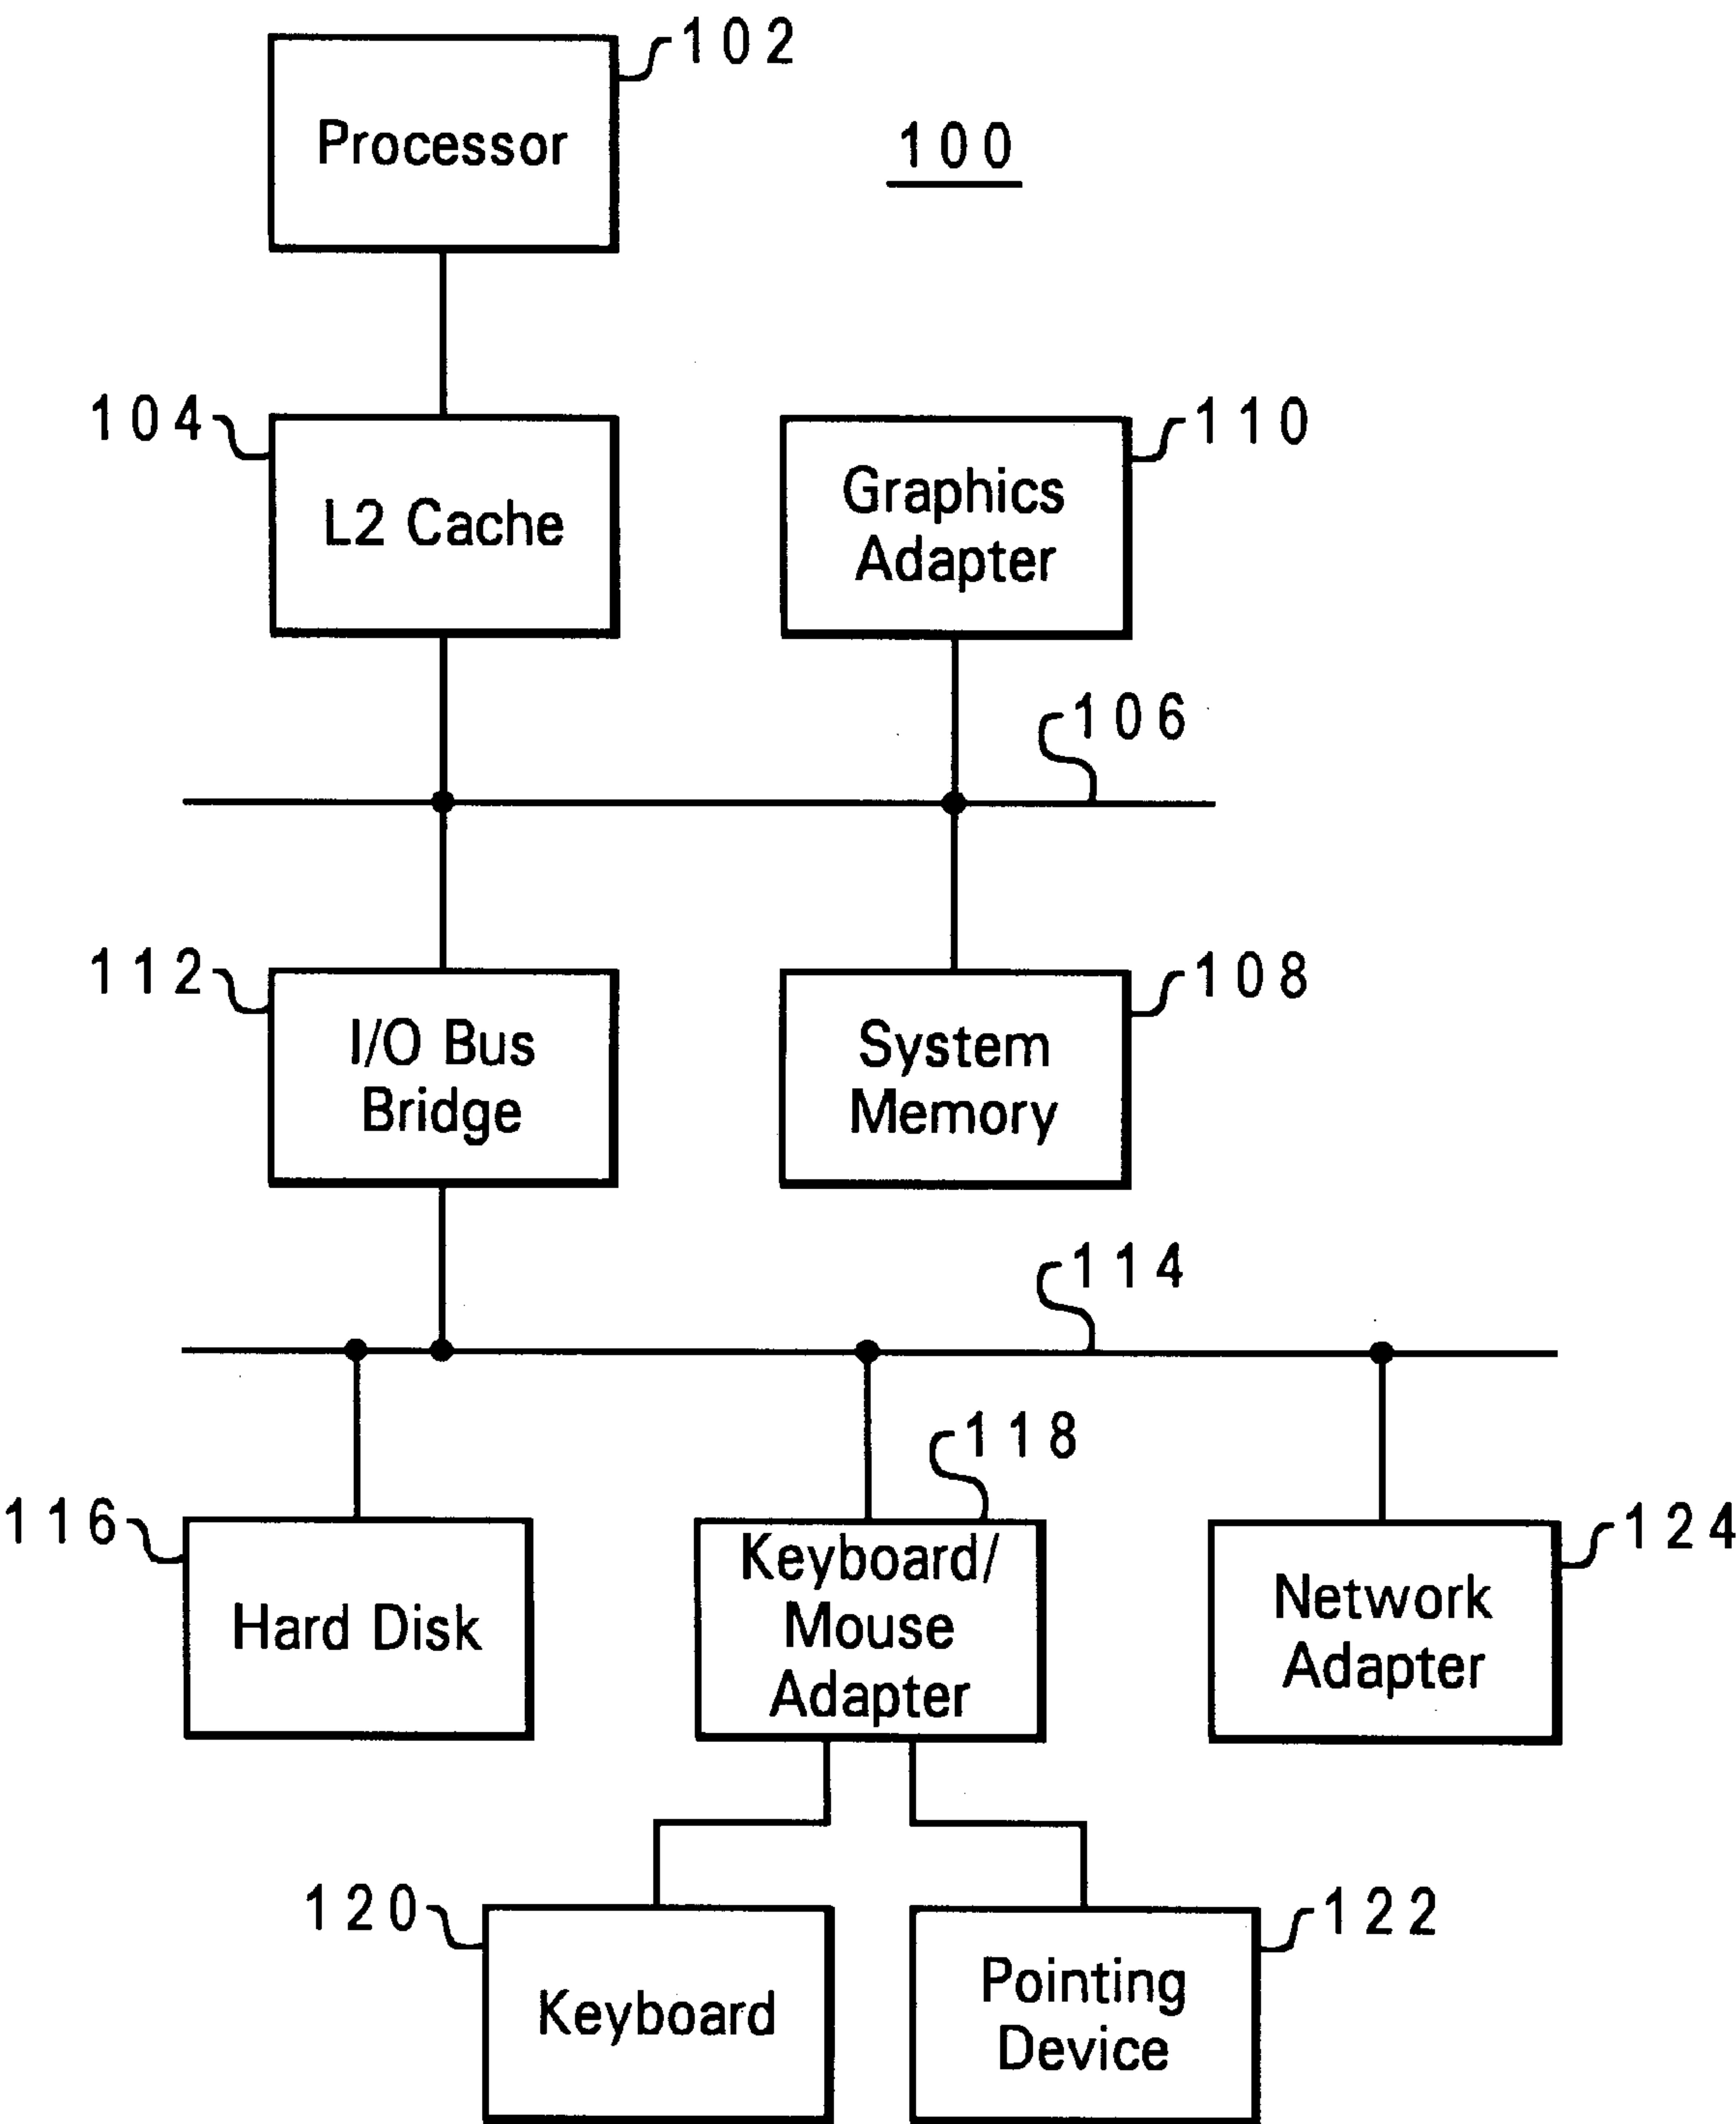 102
Processor
100
104
L2 Cache
110
Graphics
Adapter
106
112
I/O Bus
Bridge
108
System
Memory
114
118
116
Hard Disk
Keyboard/
Mouse
Adapter
124
Network
Adapter
120
Keyboard
122
Pointing
Device